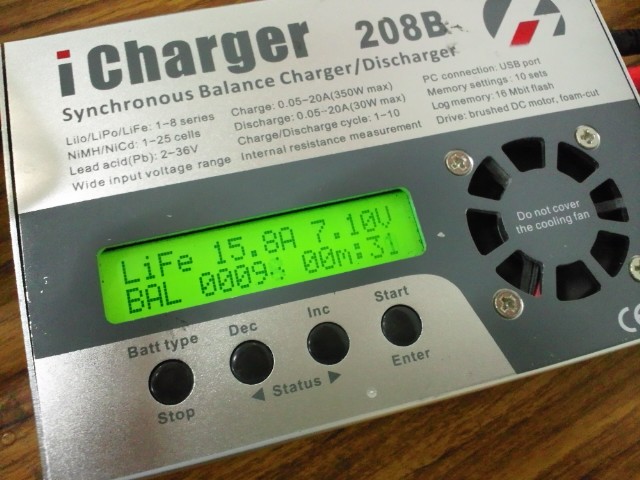 iCharger 208B
Synchronous Balance Charger/Discharger
LiIo/LiPo/LiFe: 1-8 series
NiMH/NiCd: 1-25 cells
Lead acid(Pb): 2-36V
Wide input voltage range
Charge: 0.05-20A(350W max)
Discharge: 0.05-20A(30W max)
Charge/Discharge cycle: 1-10
Internal resistance measurement
PC connection: USB port
Memory settings: 10 sets
Log memory: 16 Mbit flash
Drive: brushed DC motor, foam-cut
Do not cover
the cooling fan
LiFe 15.8A 7.10V
BAL 0009 00m:31
Batt type
Dec
Inc
Start
Stop
◀ Status ▶
Enter
CE